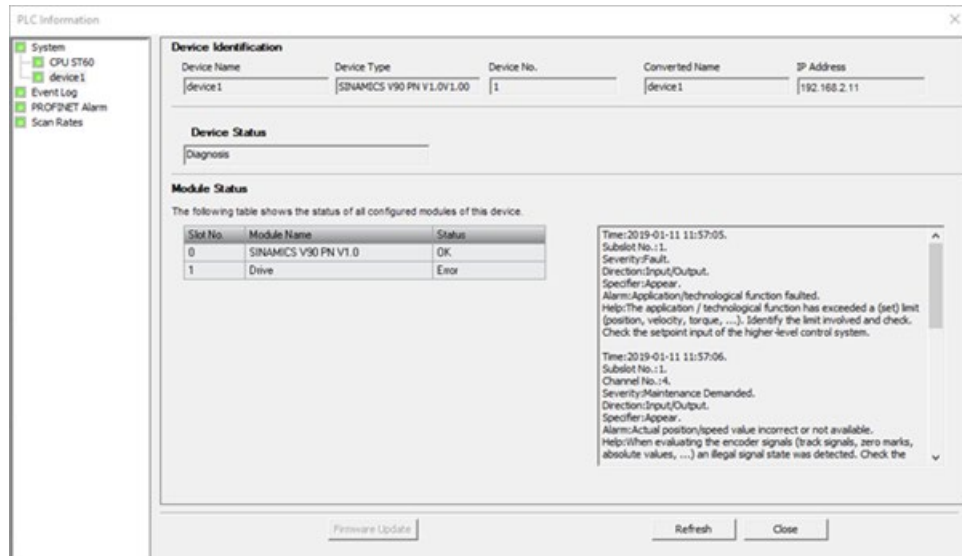 PLC Information
System
CPU ST60
device1
Event Log
PROFINET Alarm
Scan Rates
Device Identification
Device Name Device Type Device No. Converted Name IP Address
device1 SINAMICS V90 PN V1.0V1.00 1 device1 192.168.2.11
Device Status
Diagnosis
Module Status
The following table shows the status of all configured modules of this device.
Slot No. Module Name Status
0 SINAMICS V90 PN V1.0 OK
1 Drive Error
Time:2019-01-11 11:57:05.
Subslot No.:1.
Severity:Fault.
Direction:Input/Output.
Specifier:Appear.
Alarm:Application/technological function faulted.
Help:The application / technological function has exceeded a (set) limit
(position, velocity, torque, ....). Identify the limit involved and check.
Check the setpoint input of the higher-level control system.
Time:2019-01-11 11:57:06.
Subslot No.:1.
Channel No.:4.
Severity:Maintenance Demanded.
Direction:Input/Output.
Specifier:Appear.
Alarm:Actual position/speed value incorrect or not available.
Help:When evaluating the encoder signals (track signals, zero marks,
absolute values, ...) an illegal signal state was detected. Check the
Firmware Update Refresh Close